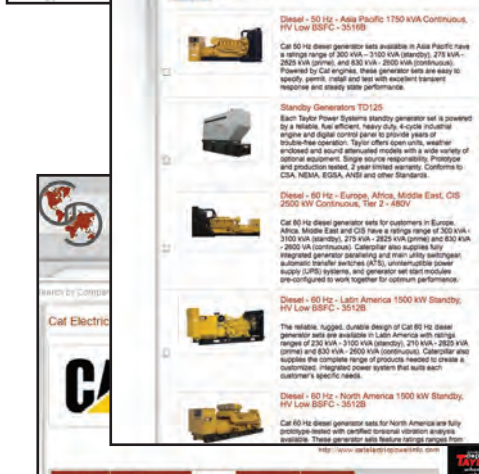 Diesel - 50 Hz - Asia Pacific 1750 kVA Continuous,
HV Low BSFC - 3516B
Cat 50 Hz diesel generator sets available in Asia Pacific have
a ratings range of 300 kVA – 3100 kVA (standby), 275 kVA -
2825 kVA (prime), and 630 kVA - 2600 kVA (continuous).
Powered by Cat engines, these generator sets are easy to
specify, permit, install and test with excellent transient
response and steady state performance.
Standby Generators TD125
Each Taylor Power Systems standby generator set is powered
by a reliable, fuel efficient, heavy duty, 4-cycle industrial
engine and digital control panel to provide years of
trouble-free operation. Taylor offers open units, weather
enclosed and sound attenuated models with a wide variety of
optional equipment. Single source responsibility. Prototype
and production tested, 2 year limited warranty. Conforms to
CSA, NEMA, EGSA, ANSI and other Standards.
Diesel - 60 Hz - Europe, Africa, Middle East, CIS
2500 kW Continuous, Tier 2 - 480V
Cat 60 Hz diesel generator sets for customers in Europe,
Africa, Middle East and CIS have a ratings range of 300 kVA -
3100 kVA (standby), 275 kVA - 2825 kVA (prime) and 630 kVA
- 2600 VA (continuous). Caterpillar also supplies fully
integrated generator paralleling and main utility switchgear,
automatic transfer switches (ATS), uninterruptible power
supply (UPS) systems, and generator set start modules
pre-configured to work together for optimum performance.
Diesel - 60 Hz - Latin America 1500 kW Standby,
HV Low BSFC - 3512B
The reliable, rugged, durable design of Cat 60 Hz diesel
generator sets are available in Latin America with ratings
ranges of 230 kVA - 3100 KVA (standby), 210 kVA - 2825 kVA
(prime) and 630 kVA - 2600 kVA (continuous). Caterpillar also
supplies the complete range of products needed to create a
customized, integrated power system that suits each
customer's specific needs.
Diesel - 60 Hz - North America 1500 kW Standby,
HV Low BSFC - 3512B
Cat 60 Hz diesel generator sets for North America are fully
prototype-tested with certified torsional vibration analysis
available. These generator sets feature ratings ranges from
http://www.catelectricpowerinfo.com
Cat Electric